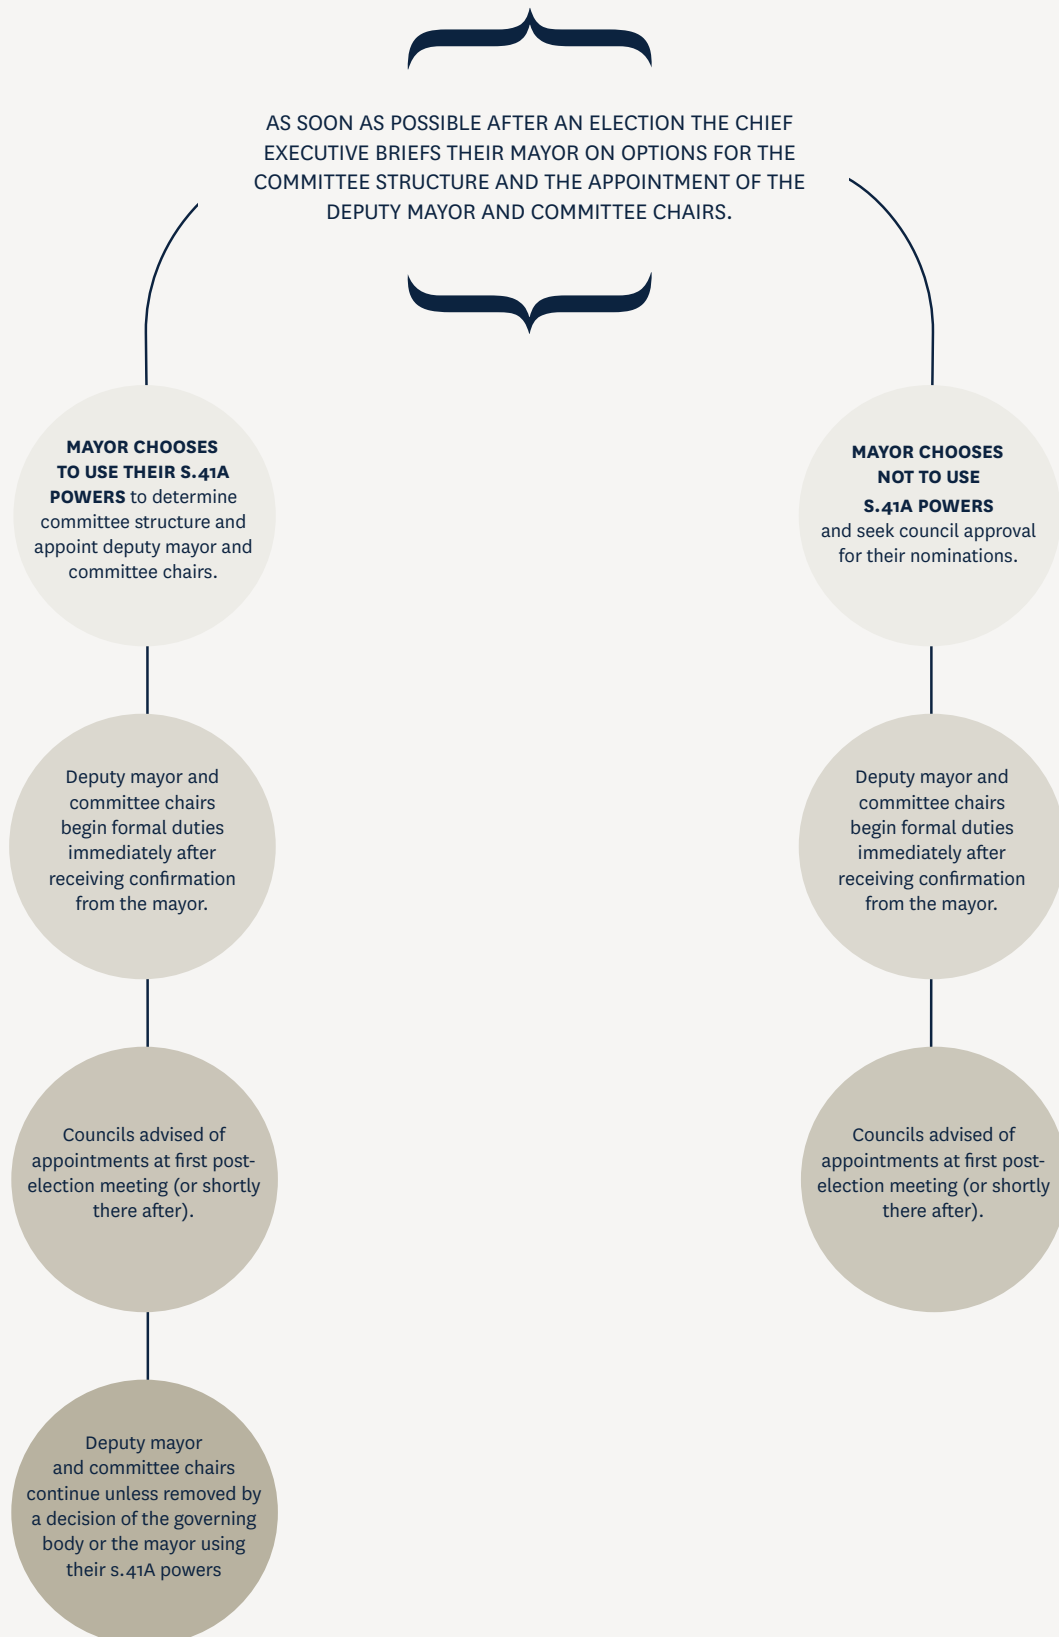 AS SOON AS POSSIBLE AFTER AN ELECTION THE CHIEF
EXECUTIVE BRIEFS THEIR MAYOR ON OPTIONS FOR THE
COMMITTEE STRUCTURE AND THE APPOINTMENT OF THE
DEPUTY MAYOR AND COMMITTEE CHAIRS.
MAYOR CHOOSES
TO USE THEIR S.41A
POWERS to determine
committee structure and
appoint deputy mayor and
committee chairs.
Deputy mayor and
committee chairs
begin formal duties
immediately after
receiving confirmation
from the mayor.
Councils advised of
appointments at first post-
election meeting (or shortly
there after).
Deputy mayor
and committee chairs
continue unless removed by
a decision of the governing
body or the mayor using
their s.41A powers
MAYOR CHOOSES
NOT TO USE
S.41A POWERS
and seek council approval
for their nominations.
Deputy mayor and
committee chairs
begin formal duties
immediately after
receiving confirmation
from the mayor.
Councils advised of
appointments at first post-
election meeting (or shortly
there after).